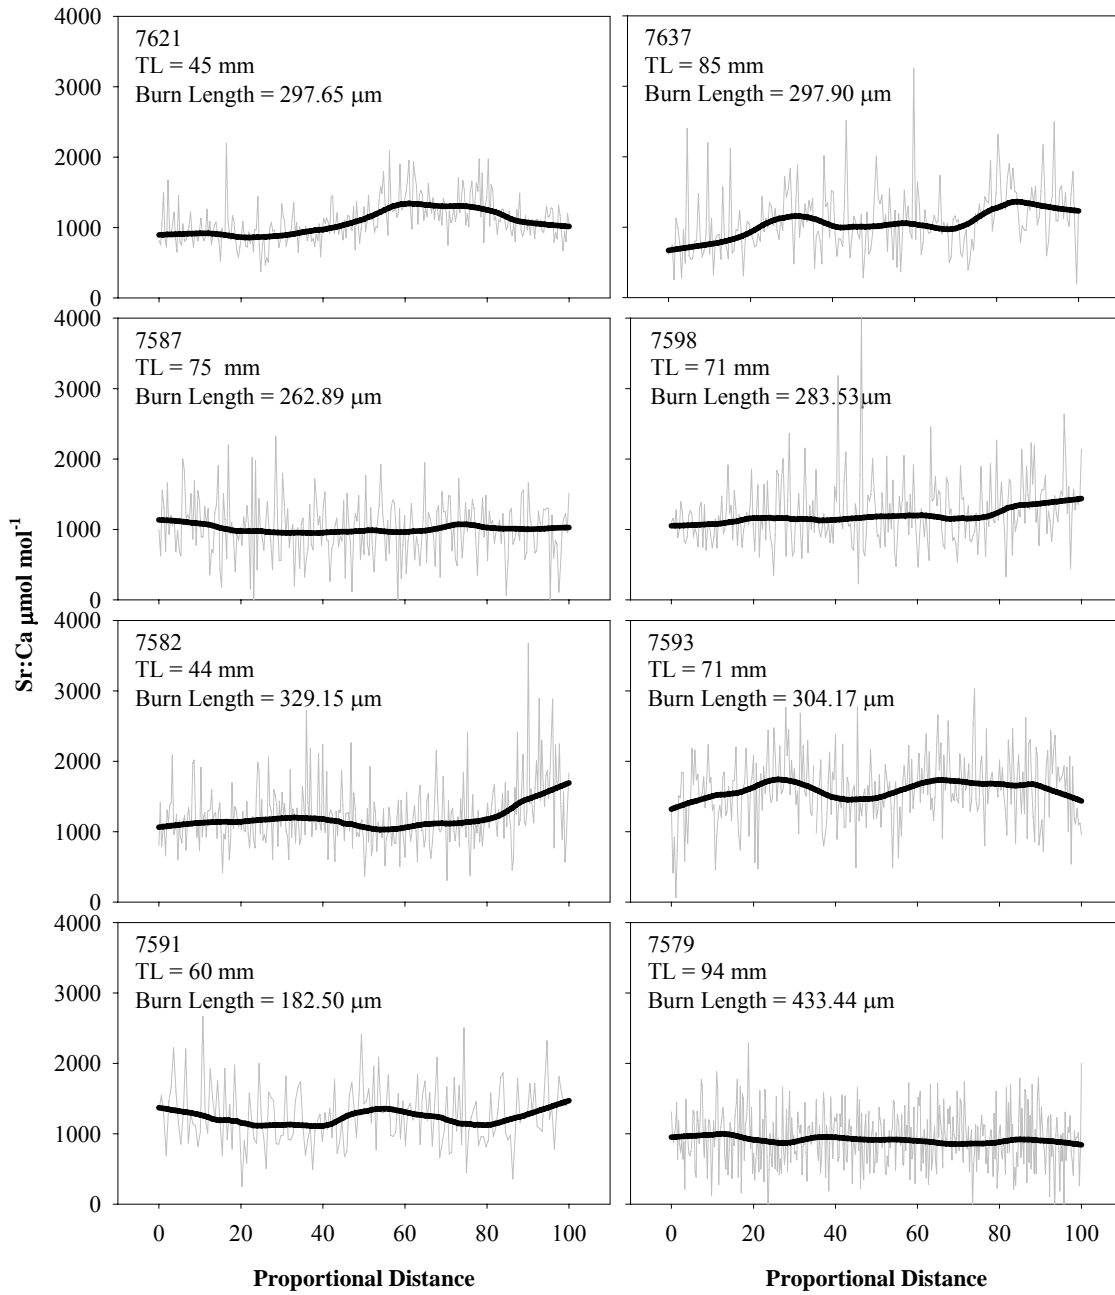 4000
3000
2000
1000
0
7621
TL = 45 mm
Burn Length = 297.65 μm
7637
TL = 85 mm
Burn Length = 297.90 μm
4000
3000
2000
1000
0
7587
TL = 75  mm
Burn Length = 262.89 μm
7598
TL = 71 mm
Burn Length = 283.53μm
Sr:Ca μmol mol⁻¹
4000
3000
2000
1000
0
7582
TL = 44 mm
Burn Length = 329.15 μm
7593
TL = 71 mm
Burn Length = 304.17 μm
4000
3000
2000
1000
0
7591
TL = 60 mm
Burn Length = 182.50 μm
7579
TL = 94 mm
Burn Length = 433.44 μm
0 20 40 60 80 100
0 20 40 60 80 100
Proportional Distance
Proportional Distance